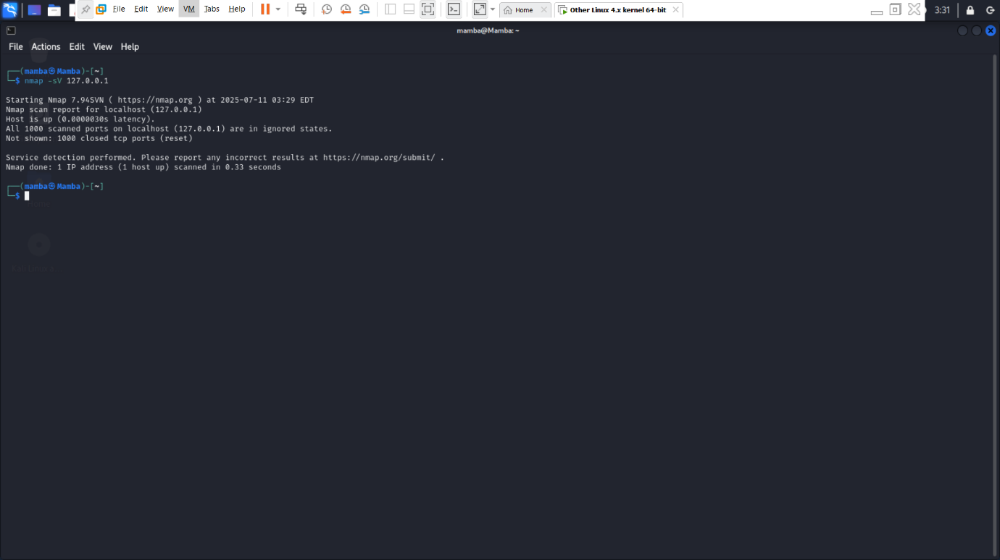 File Edit View VM Tabs Help Home Other Linux 4.x kernel 64-bit 3:31
mamba@Mamba: ~
File Actions Edit View Help
┌──(mamba㉿Mamba)-[~]
└─$ nmap -sV 127.0.0.1
Starting Nmap 7.94SVN ( https://nmap.org ) at 2025-07-11 03:29 EDT
Nmap scan report for localhost (127.0.0.1)
Host is up (0.0000030s latency).
All 1000 scanned ports on localhost (127.0.0.1) are in ignored states.
Not shown: 1000 closed tcp ports (reset)
Service detection performed. Please report any incorrect results at https://nmap.org/submit/ .
Nmap done: 1 IP address (1 host up) scanned in 0.33 seconds
┌──(mamba㉿Mamba)-[~]
└─$
Home